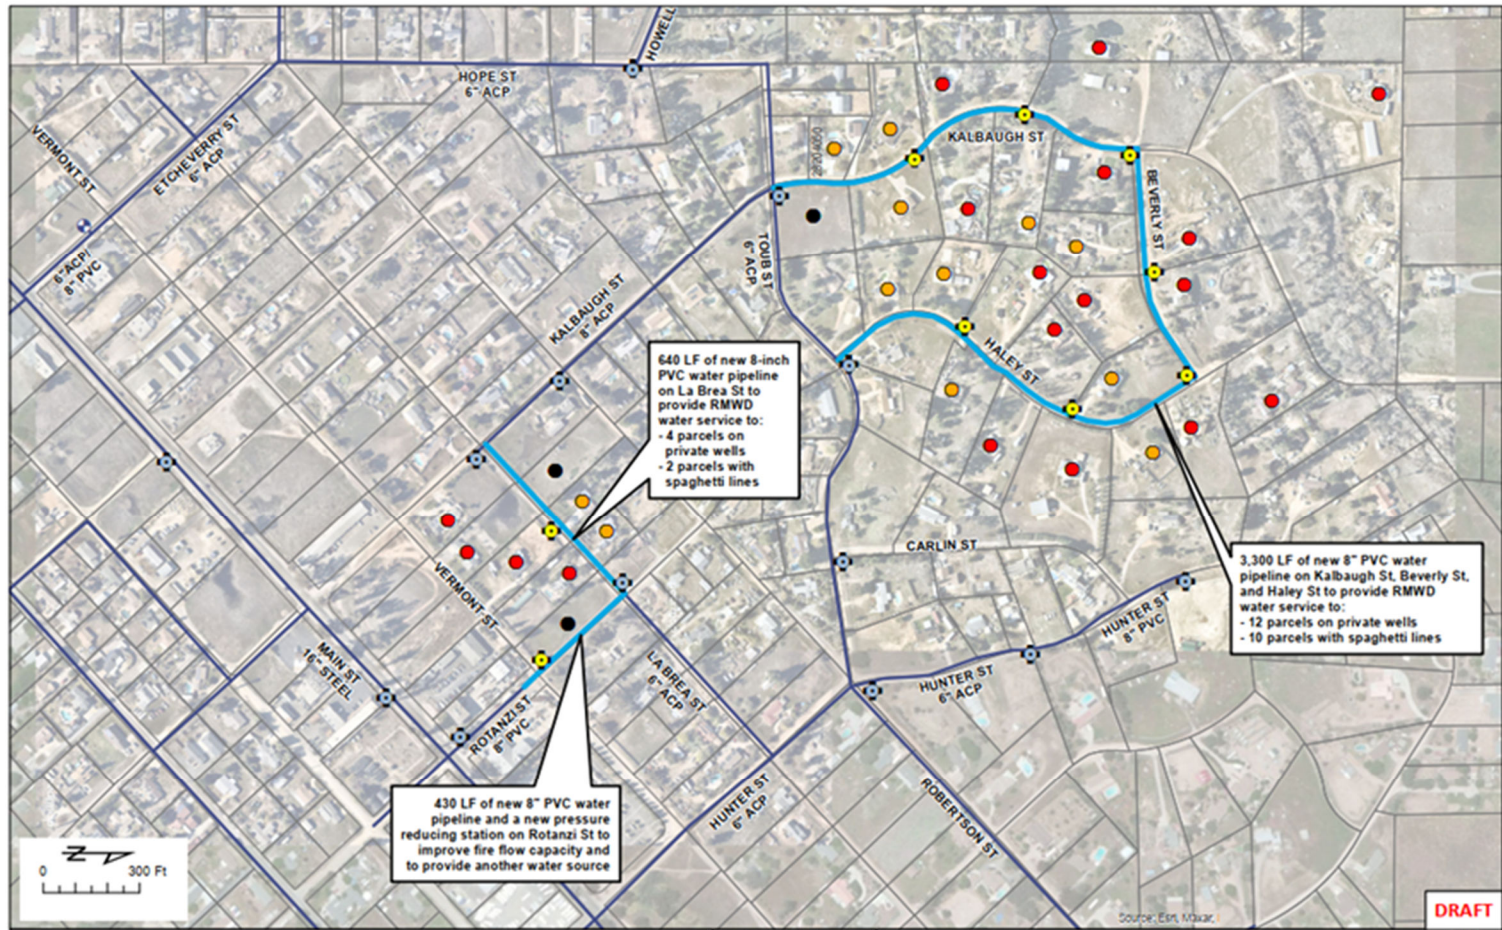 HOWELL
HOPE ST
6" ACP
VERMONT ST
ETCHEVERRY ST
6" ACP
6" ACP/
8" PVC
KALBAUGH ST
BEVERLY ST
TOUB ST
6" ACP
KALBAUGH ST
8" ACP
HALEY ST
640 LF of new 8-inch
PVC water pipeline
on La Brea St to
provide RMWD
water service to:
- 4 parcels on
private wells
- 2 parcels with
spaghetti lines
CARLIN ST
3,300 LF of new 8" PVC water
pipeline on Kalbaugh St, Beverly St,
and Haley St to provide RMWD
water service to:
- 12 parcels on private wells
- 10 parcels with spaghetti lines
VERMONT ST
HUNTER ST
8" PVC
MAIN ST
16" STEEL
LA BREA ST
6" ACP
HUNTER ST
6" ACP
ROTANZI ST
8" PVC
430 LF of new 8" PVC water
pipeline and a new pressure
reducing station on Rotanzi St to
improve fire flow capacity and
to provide another water source
HUNTER ST
6" ACP
ROBERTSON ST
Z
0 300 Ft
Source: Esri, Maxar,
DRAFT